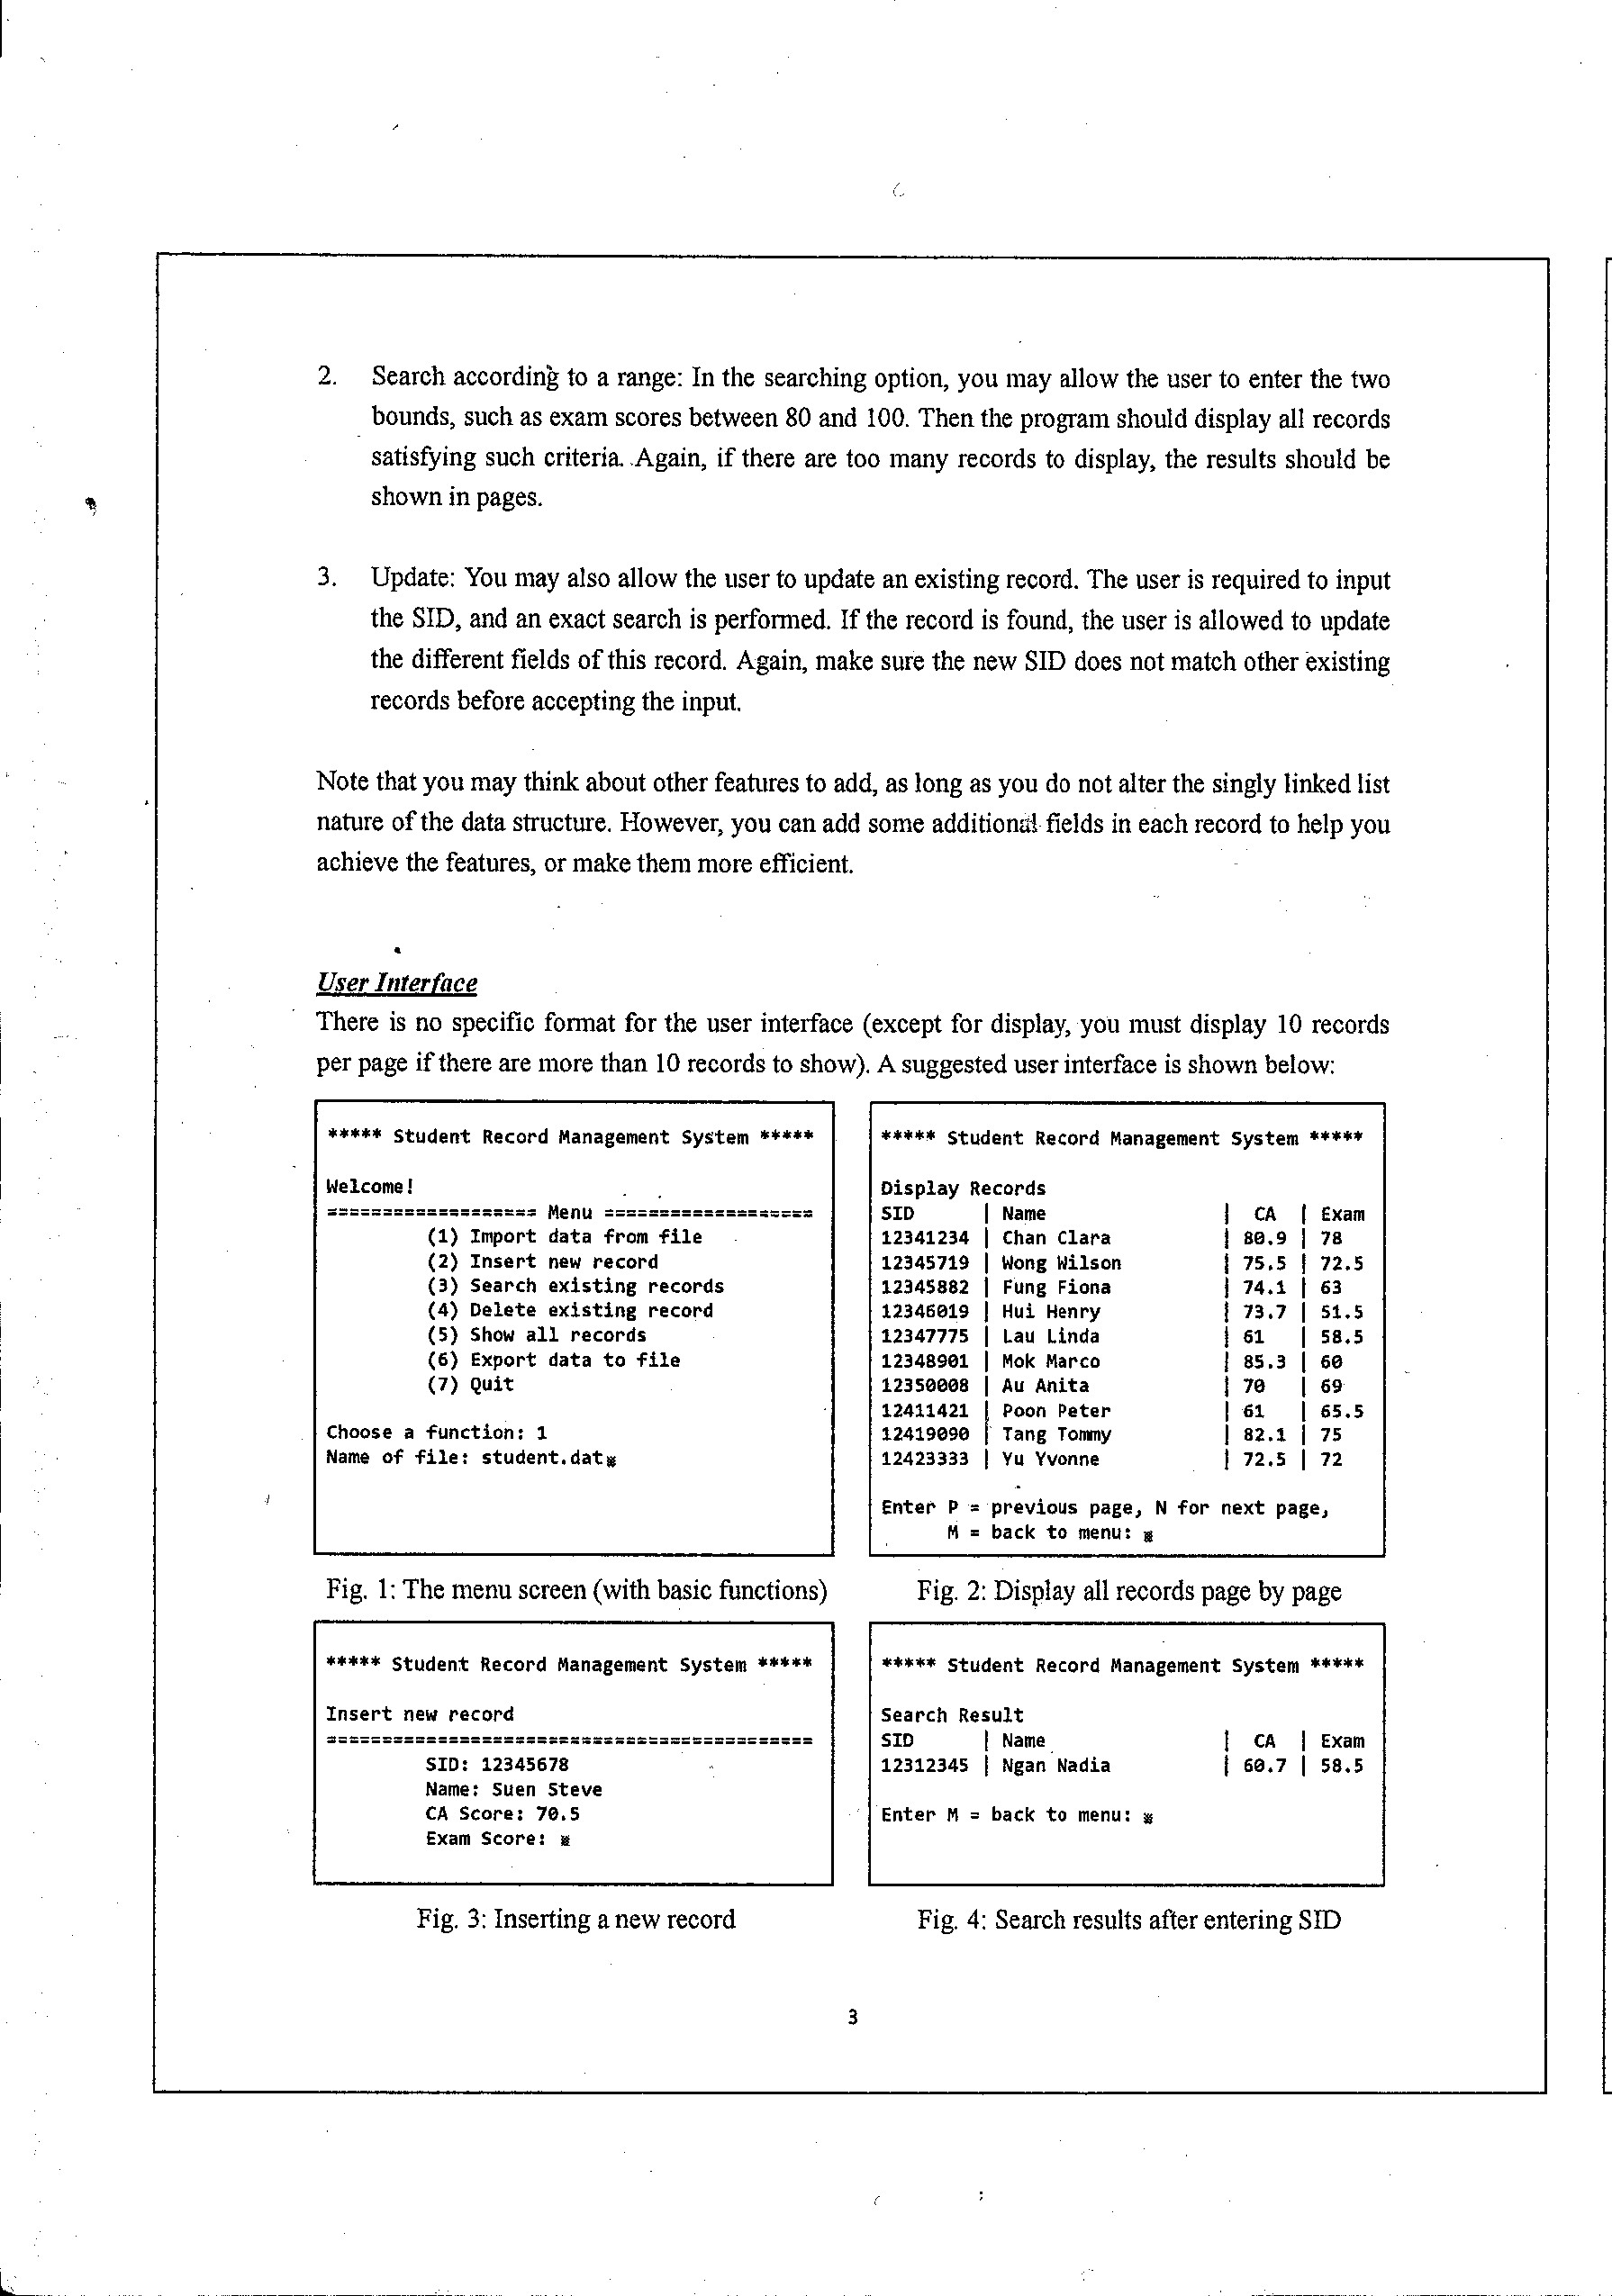 2. Search according to a range: In the searching option, you may allow the user to enter the two
bounds, such as exam scores between 80 and 100. Then the program should display all records
satisfying such criteria. Again, if there are too many records to display, the results should be
shown in pages.
3. Update: You may also allow the user to update an existing record. The user is required to input
the SID, and an exact search is performed. If the record is found, the user is allowed to update
the different fields of this record. Again, make sure the new SID does not match other existing
records before accepting the input.
Note that you may think about other features to add, as long as you do not alter the singly linked list
nature of the data structure. However, you can add some additional fields in each record to help you
achieve the features, or make them more efficient.
User Interface
There is no specific format for the user interface (except for display, you must display 10 records
per page if there are more than 10 records to show). A suggested user interface is shown below:
***** Student Record Management System *****
Welcome!
=================== Menu ===================
(1) Import data from file
(2) Insert new record
(3) Search existing records
(4) Delete existing record
(5) Show all records
(6) Export data to file
(7) Quit
Choose a function: 1
Name of file: student.dat
Fig. 1: The menu screen (with basic functions)
***** Student Record Management System *****
Display Records
SID | Name | CA | Exam
12341234 | Chan Clara | 80.9 | 78
12345719 | Wong Wilson | 75.5 | 72.5
12345882 | Fung Fiona | 74.1 | 63
12346019 | Hui Henry | 73.7 | 51.5
12347775 | Lau Linda | 61 | 58.5
12348901 | Mok Marco | 85.3 | 60
12350008 | Au Anita | 70 | 69
12411421 | Poon Peter | 61 | 65.5
12419090 | Tang Tommy | 82.1 | 75
12423333 | Yu Yvonne | 72.5 | 72
Enter P = previous page, N for next page,
M = back to menu:
Fig. 2: Display all records page by page
***** Student Record Management System *****
Insert new record
============================================
SID: 12345678
Name: Suen Steve
CA Score: 70.5
Exam Score:
Fig. 3: Inserting a new record
***** Student Record Management System *****
Search Result
SID | Name | CA | Exam
12312345 | Ngan Nadia | 60.7 | 58.5
Enter M = back to menu:
Fig. 4: Search results after entering SID
3